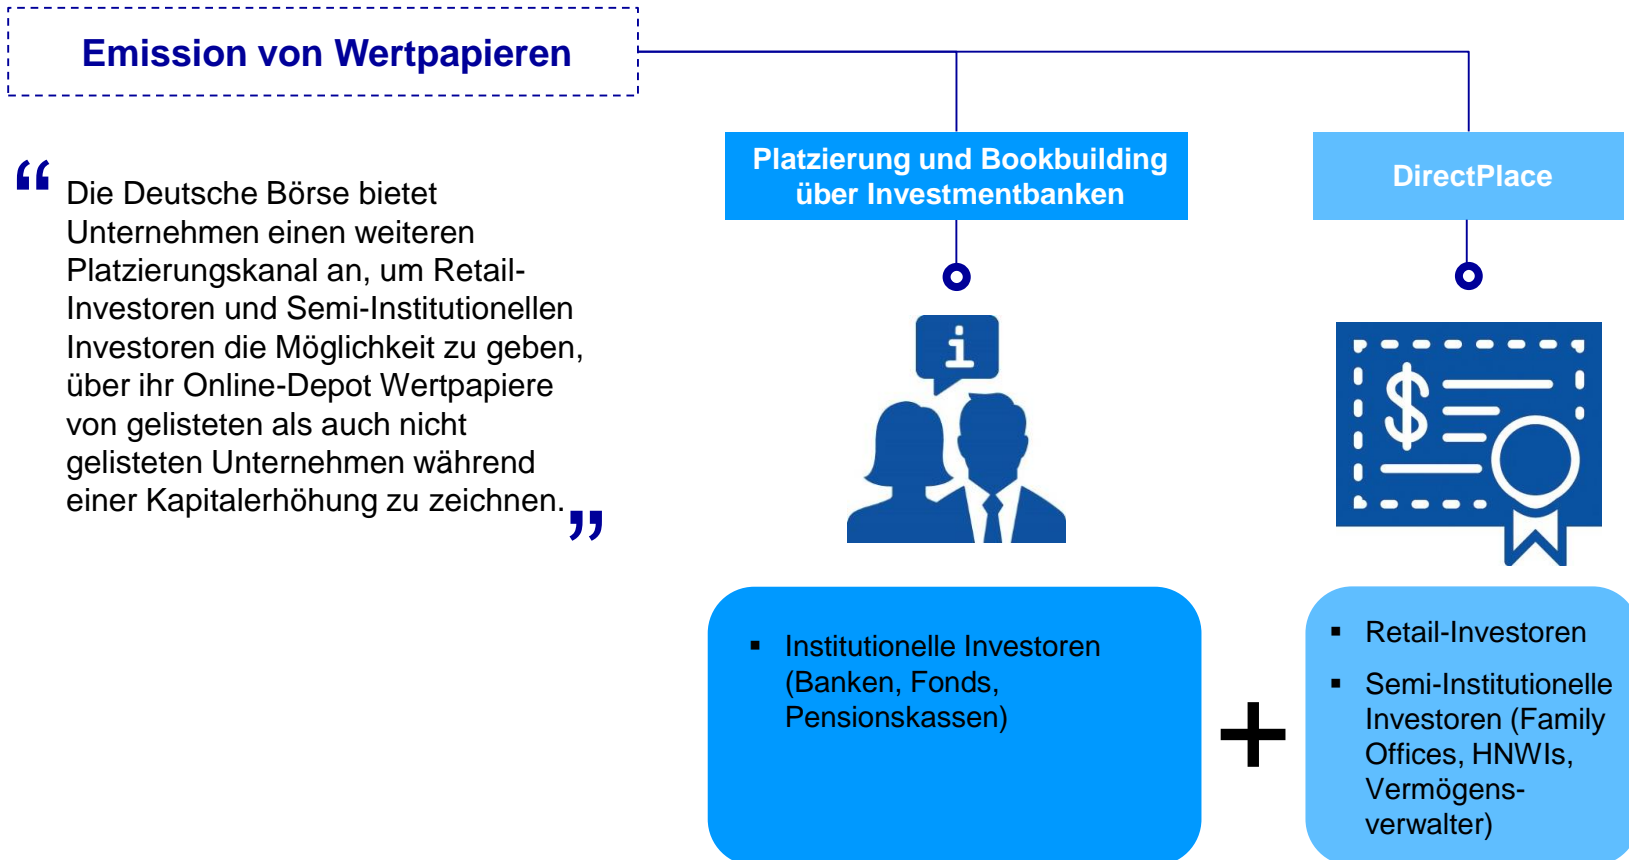 Emission von Wertpapieren
“
Die Deutsche Börse bietet
Unternehmen einen weiteren
Platzierungskanal an, um Retail-
Investoren und Semi-Institutionellen
Investoren die Möglichkeit zu geben,
über ihr Online-Depot Wertpapiere
von gelisteten als auch nicht
gelisteten Unternehmen während
einer Kapitalerhöhung zu zeichnen.
”
Platzierung und Bookbuilding
über Investmentbanken
i
▪ Institutionelle Investoren
(Banken, Fonds,
Pensionskassen)
+
DirectPlace
$
▪ Retail-Investoren
▪ Semi-Institutionelle
Investoren (Family
Offices, HNWIs,
Vermögens-
verwalter)